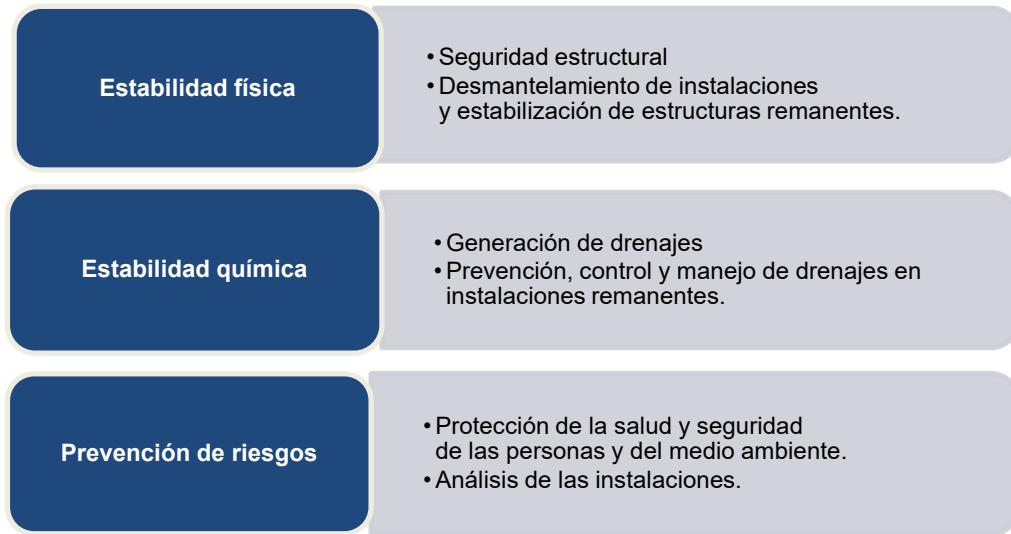 Estabilidad física
• Seguridad estructural
• Desmantelamiento de instalaciones
y estabilización de estructuras remanentes.
Estabilidad química
• Generación de drenajes
• Prevención, control y manejo de drenajes en
instalaciones remanentes.
Prevención de riesgos
• Protección de la salud y seguridad
de las personas y del medio ambiente.
• Análisis de las instalaciones.